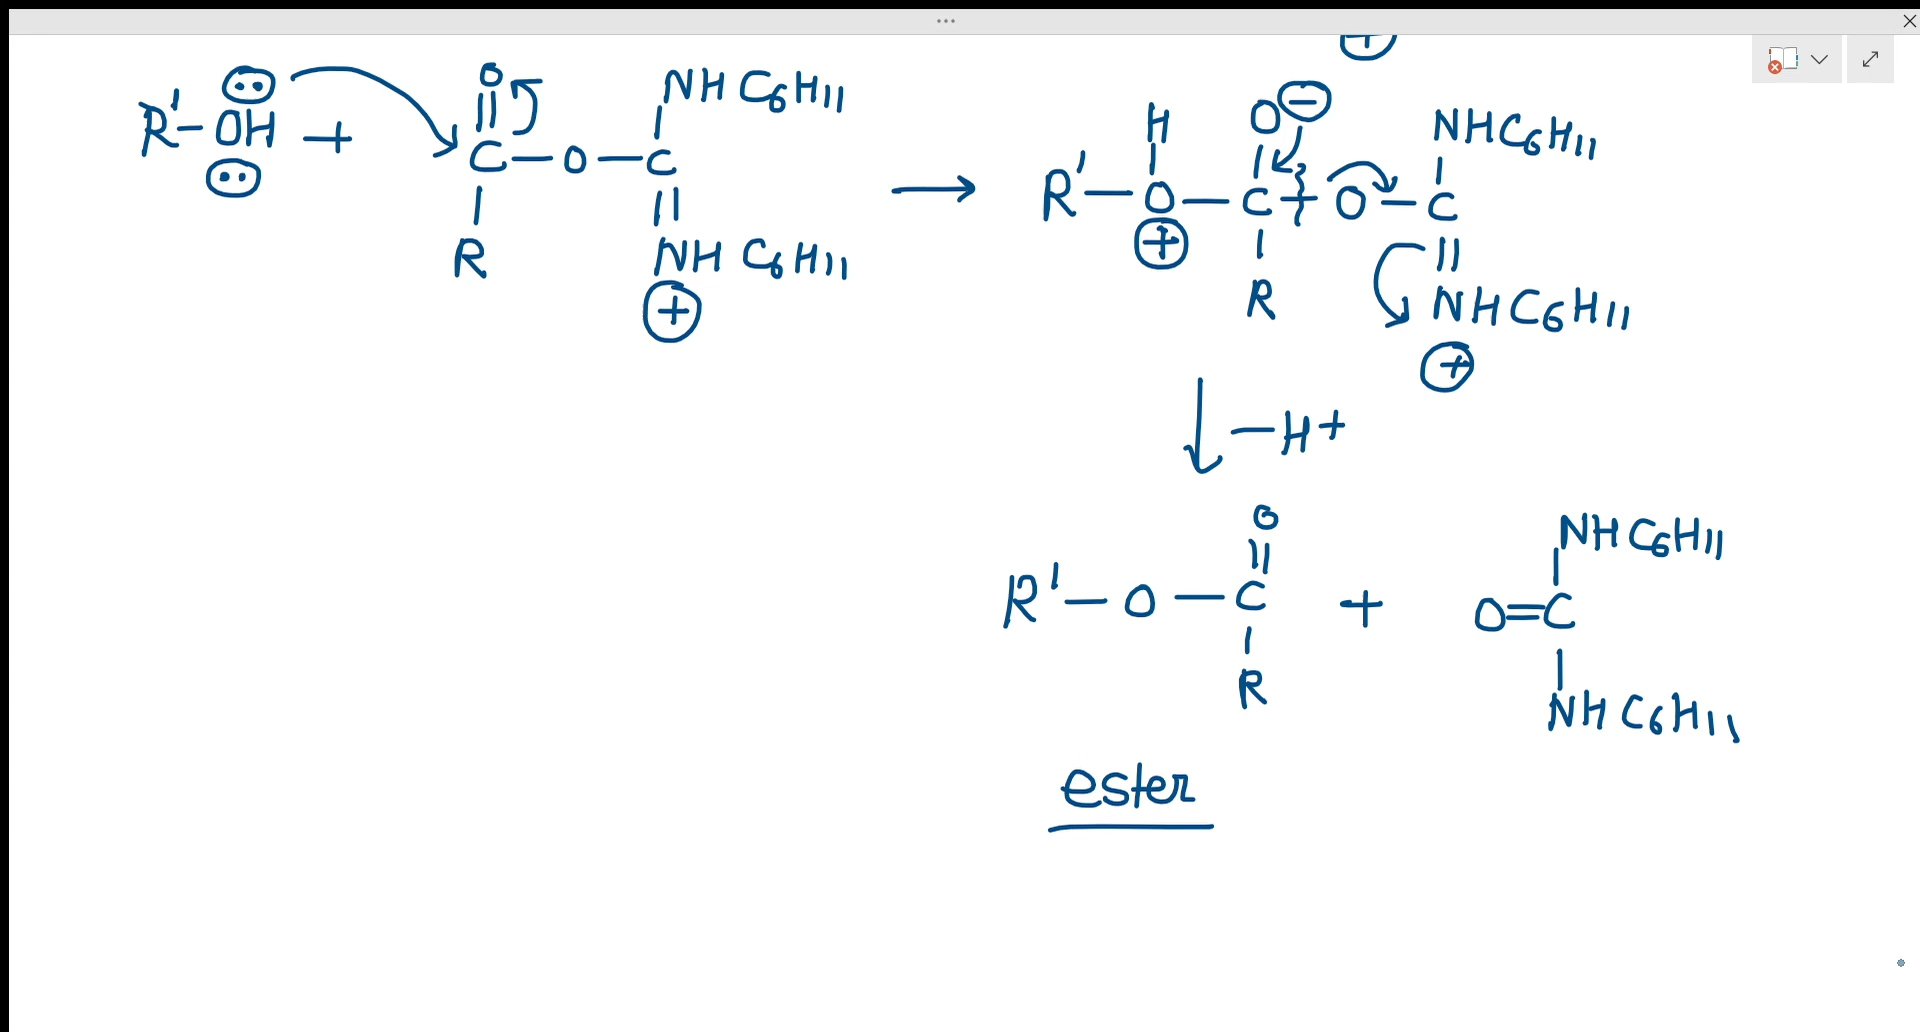 R'–OH + O=C(R)–O–C(NHC6H11)=NHC6H11 ⊕
→
R'–O(H)⊕–C(O⊖)(R)–O–C(NHC6H11)=NHC6H11 ⊕
↓ –H+
R'–O–C(=O)–R + O=C(NHC6H11)–NHC6H11
ester